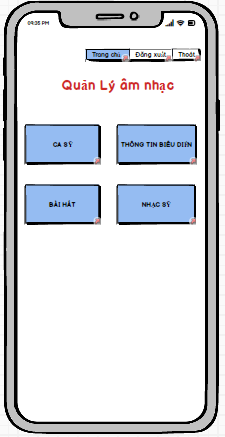 09:35 PM
Trang chủ Đăng xuất Thoát
Quản Lý âm nhạc
CA SỸ THÔNG TIN BIỂU DIỄN
BÀI HÁT NHẠC SỸ